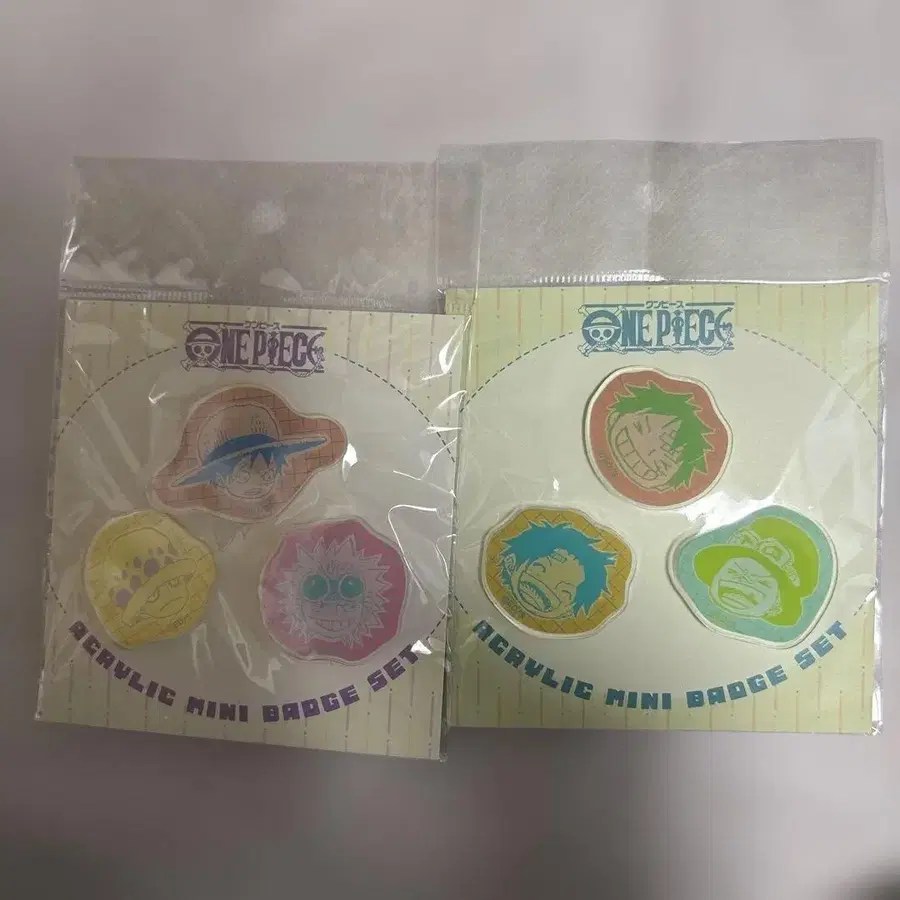 ワンピース
ONE PIECE
ACRYLIC MINI BADGE SET
ワンピース
ONE PIECE
ACRYLIC MINI BADGE SET